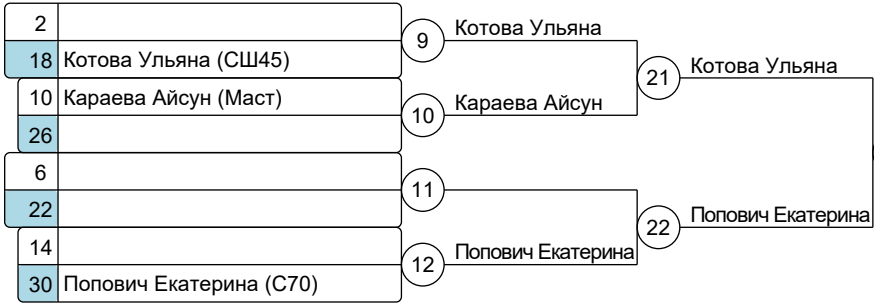 2
18 Котова Ульяна (СШ45)
9 Котова Ульяна
10 Караева Айсун (Маст)
26
10 Караева Айсун
21 Котова Ульяна
6
22
11
14
30 Попович Екатерина (С70)
12 Попович Екатерина
22 Попович Екатерина